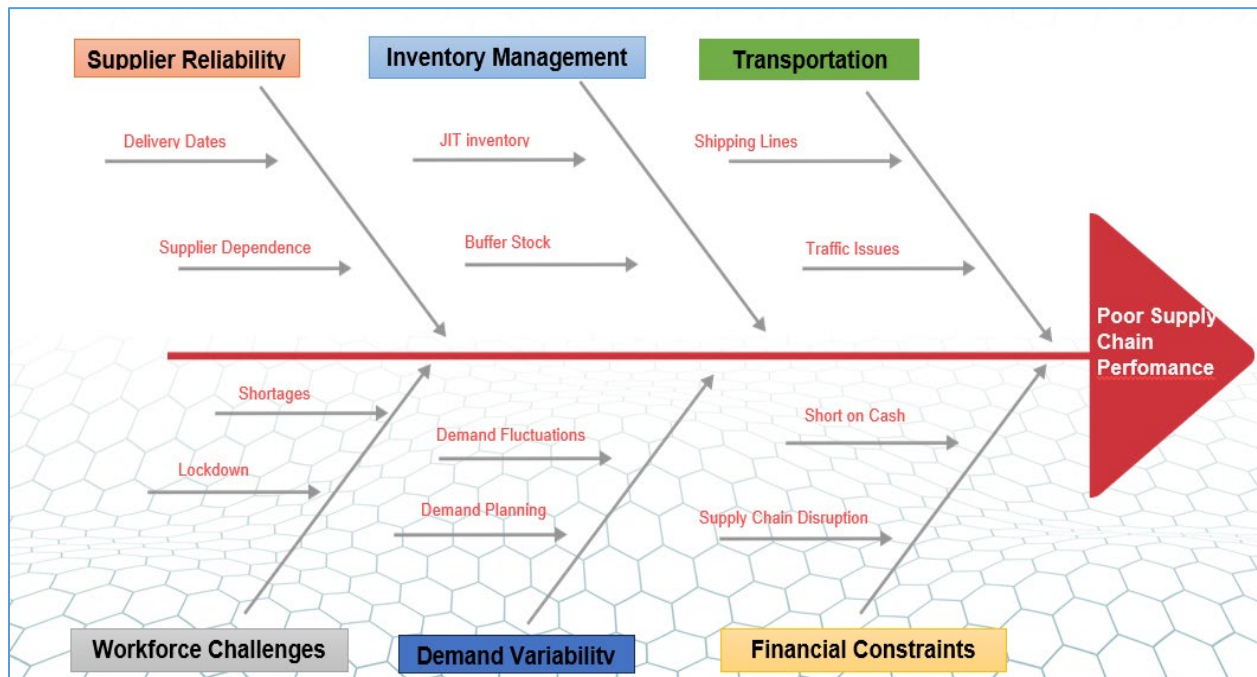 Supplier Reliability
Inventory Management
Transportation
Delivery Dates
JIT inventory
Shipping Lines
Supplier Dependence
Buffer Stock
Traffic Issues
Poor Supply
Chain
Perfomance
Shortages
Demand Fluctuations
Short on Cash
Lockdown
Demand Planning
Supply Chain Disruption
Workforce Challenges
Demand Variability
Financial Constraints